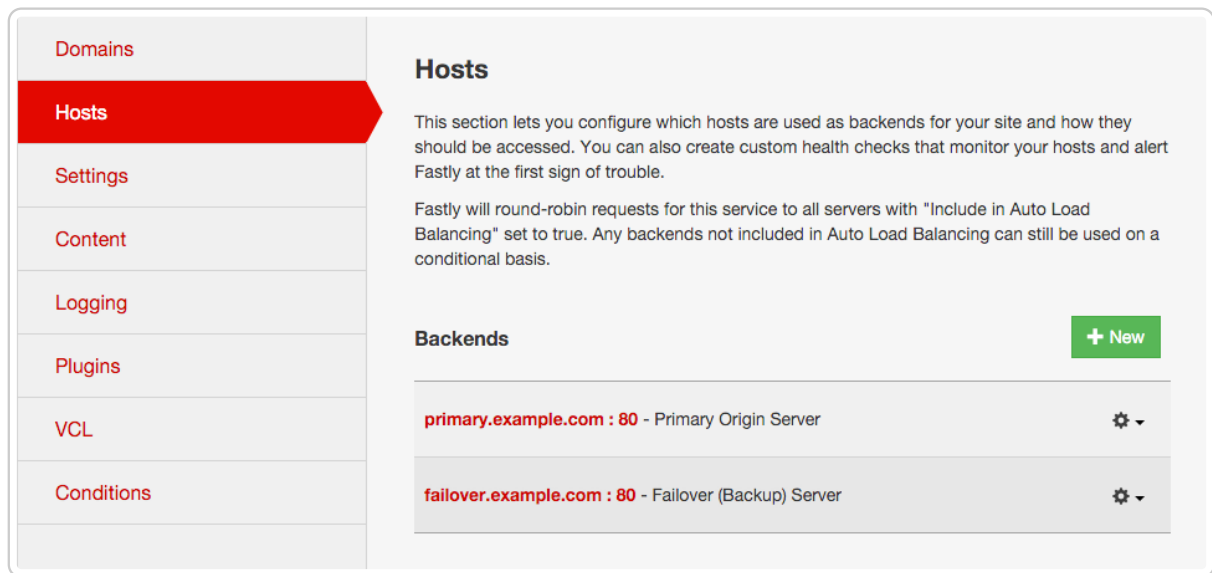 Domains
Hosts
Settings
Content
Logging
Plugins
VCL
Conditions
Hosts
This section lets you configure which hosts are used as backends for your site and how they
should be accessed. You can also create custom health checks that monitor your hosts and alert
Fastly at the first sign of trouble.
Fastly will round-robin requests for this service to all servers with "Include in Auto Load
Balancing" set to true. Any backends not included in Auto Load Balancing can still be used on a
conditional basis.
Backends
+ New
primary.example.com : 80 - Primary Origin Server
failover.example.com : 80 - Failover (Backup) Server